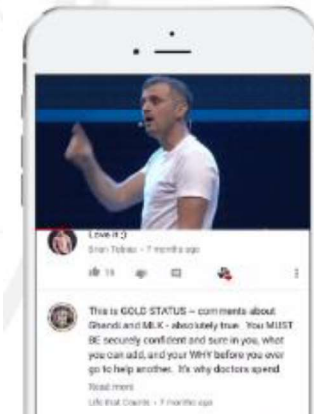 Love it :)
Brian Tobias - 7 months ago
This is GOLD STATUS – comments about
Ghandi and MLK - absolutely true. You MUST
BE securely confident and sure in you, what
you can add, and your WHY before you ever
go to help another. It's why doctors spend
Read more
Life that Counts - 7 months ago